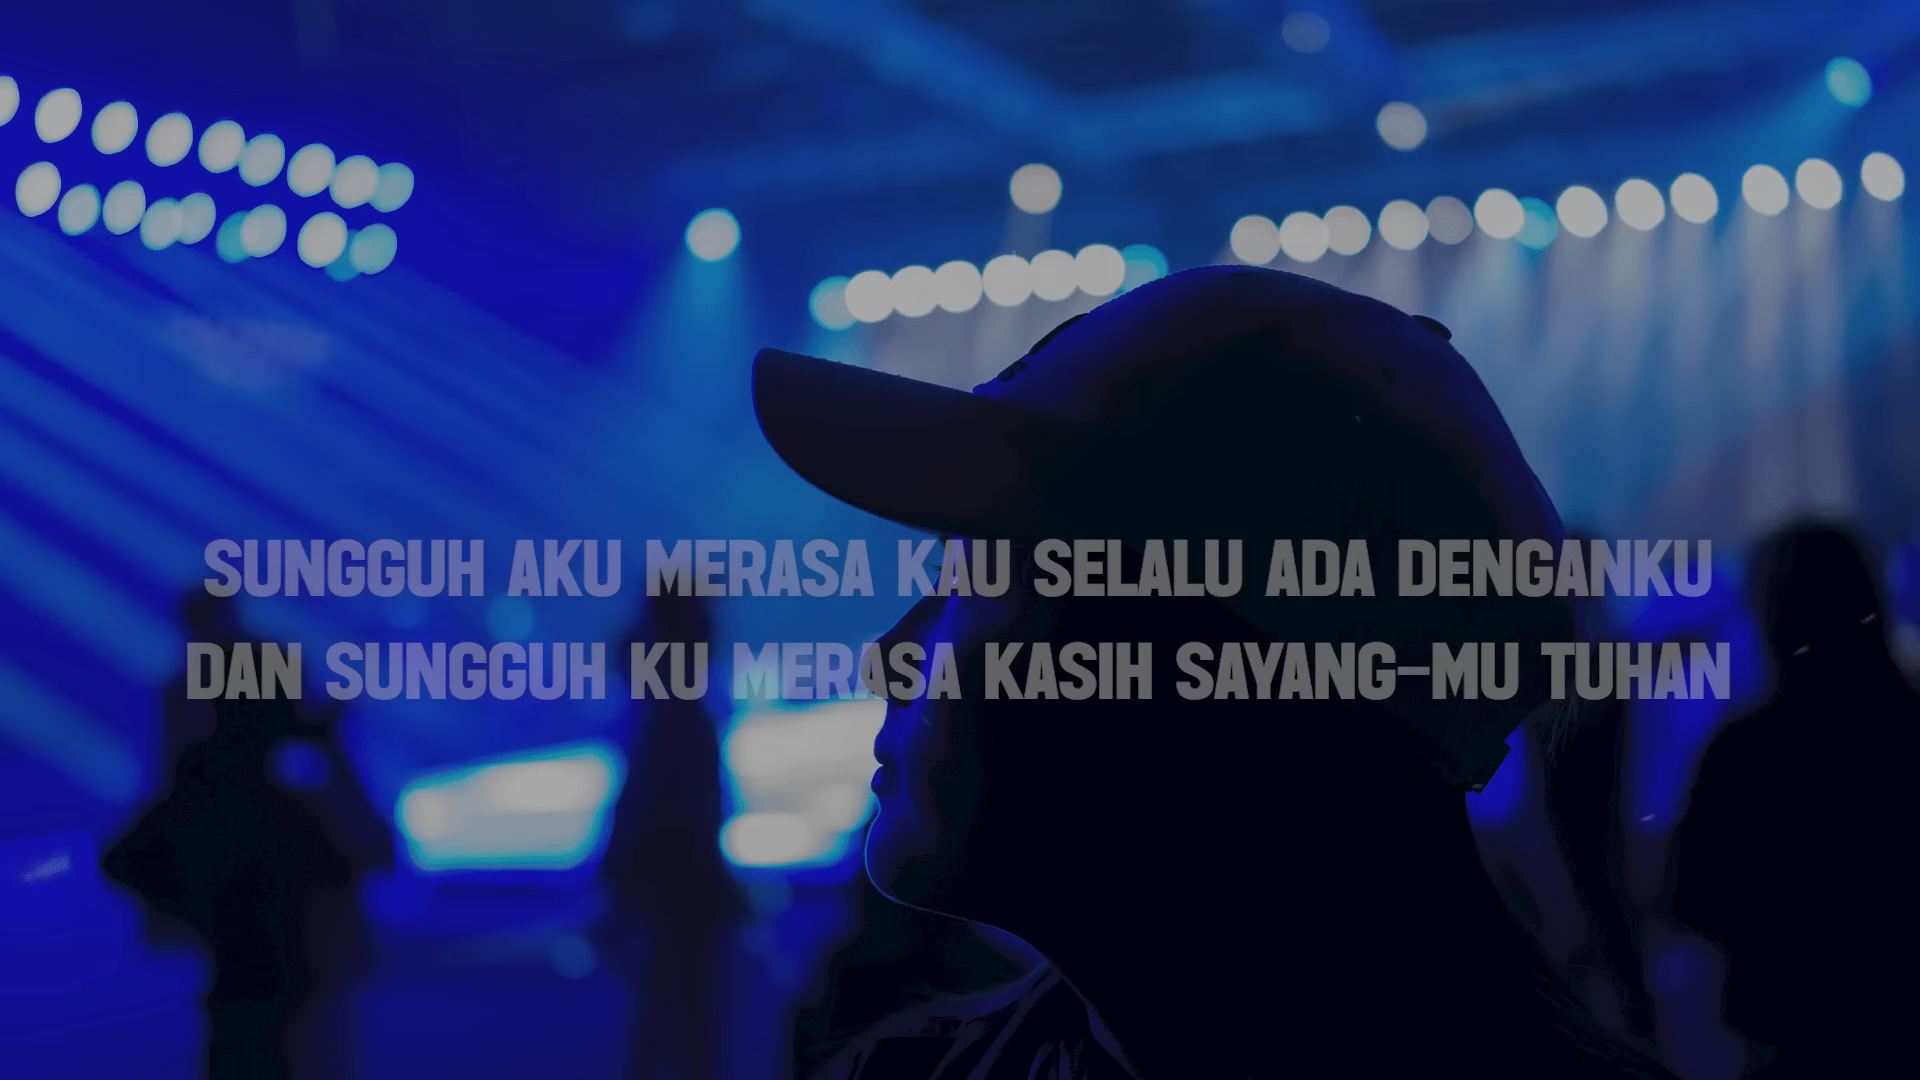 SUNGGUH AKU MERASA KAU SELALU ADA DENGANKU
DAN SUNGGUH KU MERASA KASIH SAYANG-MU TUHAN